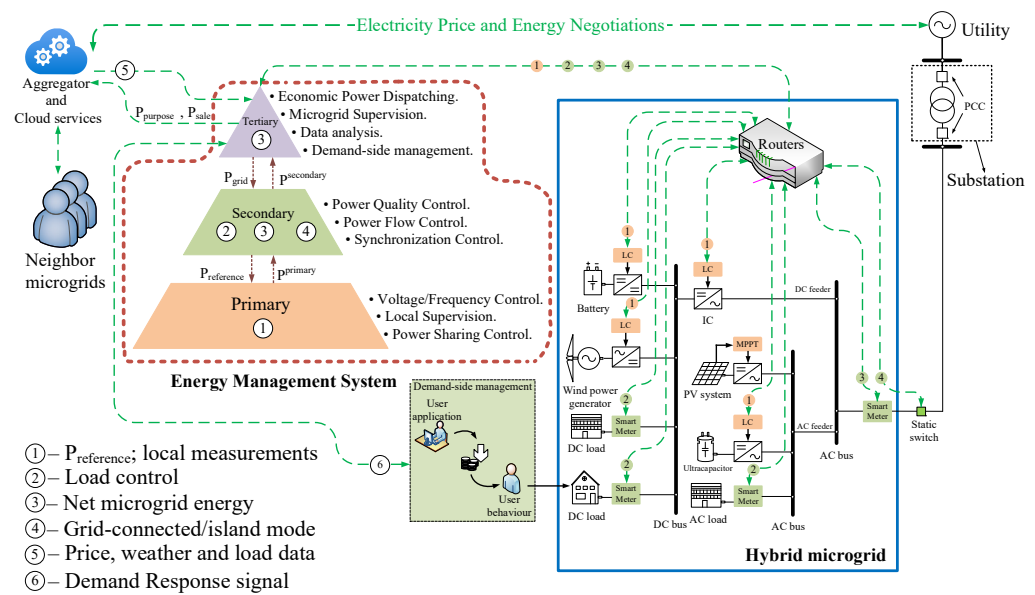 Electricity Price and Energy Negotiations
Utility
PCC
Substation
Aggregator
and
Cloud services
5
P_purpose , P_sale
Neighbor
microgrids
1 2 3 4
Tertiary
3
• Economic Power Dispatching.
• Microgrid Supervision.
• Data analysis.
• Demand-side management.
P_grid
P^secondary
Secondary
2 3 4
• Power Quality Control.
• Power Flow Control.
• Synchronization Control.
P_reference
P^primary
Primary
1
• Voltage/Frequency Control.
• Local Supervision.
• Power Sharing Control.
Energy Management System
Demand-side management
User
application
User
behaviour
6
Routers
1
LC
Battery
1
LC
IC
DC feeder
1
LC
Wind power
generator
MPPT
PV system
2
Smart
Meter
DC load
1
LC
Ultracapacitor
AC feeder
2
Smart
Meter
DC load
DC bus
2
Smart
Meter
AC load
AC bus
AC bus
3 4
Smart
Meter
Static
switch
Hybrid microgrid
1 – P_reference; local measurements
2 – Load control
3 – Net microgrid energy
4 – Grid-connected/island mode
5 – Price, weather and load data
6 – Demand Response signal